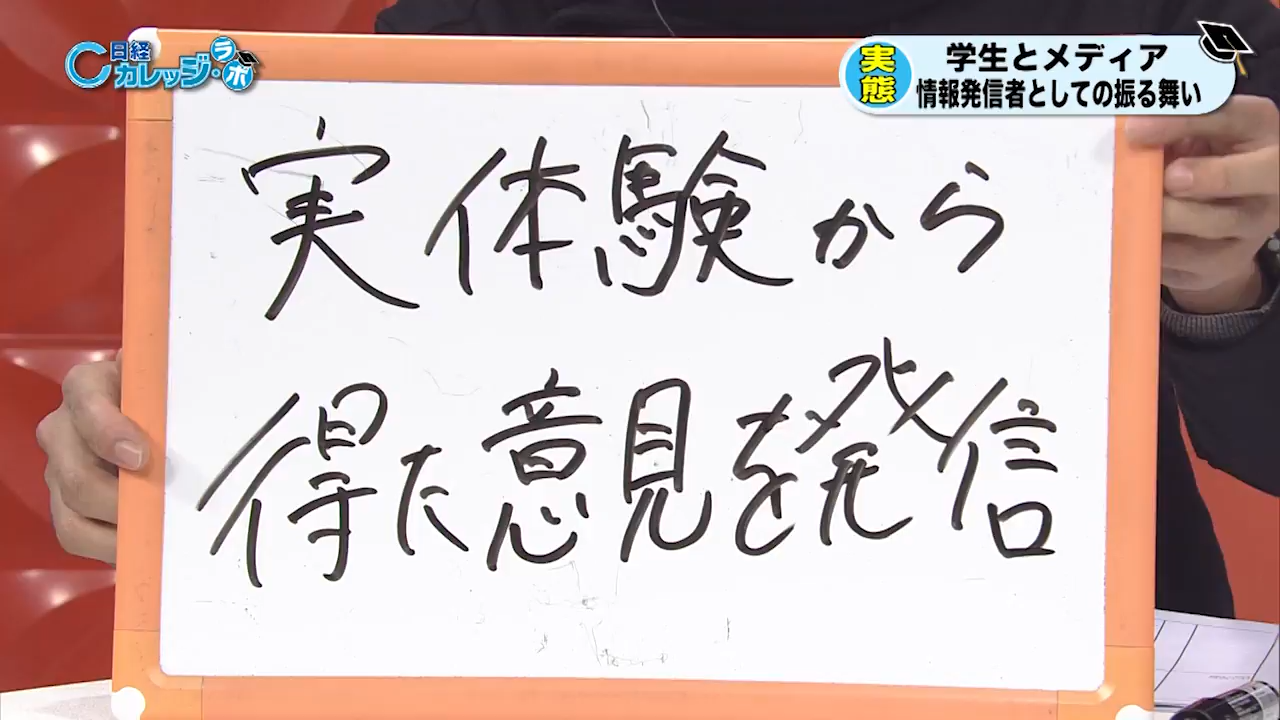 日経
カレッジ・ラボ
実態
学生とメディア
情報発信者としての振る舞い
実体験から
得た意見を発信